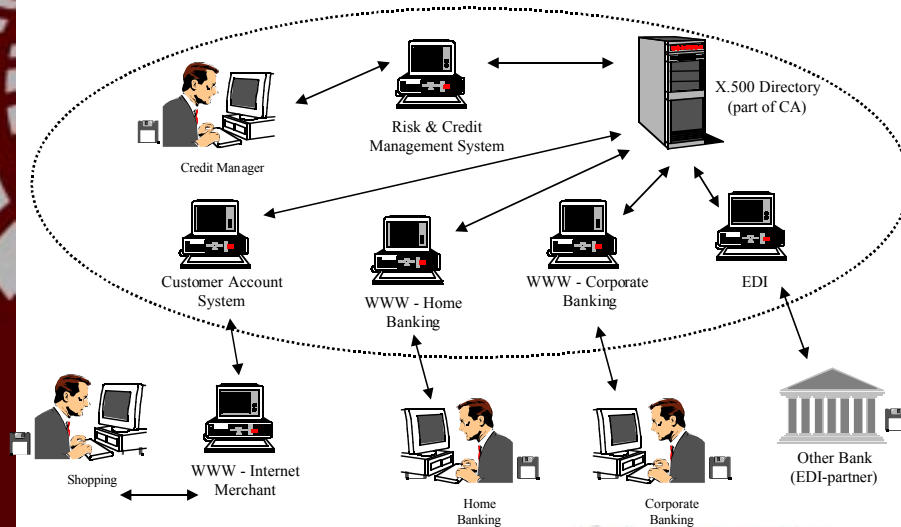 X.500 Directory
(part of CA)
Risk & Credit
Management System
Credit Manager
Customer Account
System
WWW - Home
Banking
WWW - Corporate
Banking
EDI
Shopping
WWW - Internet
Merchant
Home
Banking
Corporate
Banking
Other Bank
(EDI-partner)